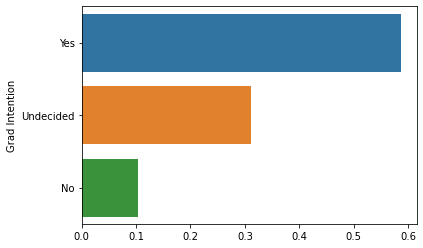 Grad Intention
Yes
Undecided
No
0.0 0.1 0.2 0.3 0.4 0.5 0.6